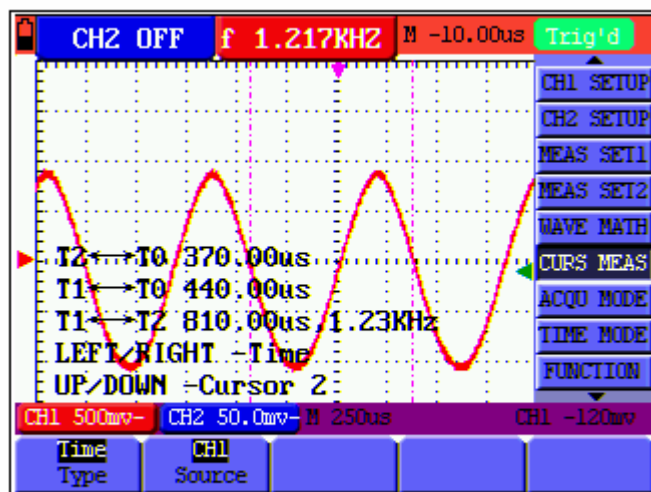 CH2 OFF f 1.217KHZ M -10.00us Trig'd
CH1 SETUP
CH2 SETUP
MEAS SET1
MEAS SET2
WAVE MATH
T2↔T0 370.00us
CURS MEAS
T1↔T0 440.00us
ACQU MODE
T1↔T2 810.00us,1.23KHz
TIME MODE
LEFT/RIGHT -Time
FUNCTION
UP/DOWN -Cursor 2
CH1 500mv- CH2 50.0mv- M 250us CH1 -120mv
Time CH1
Type Source